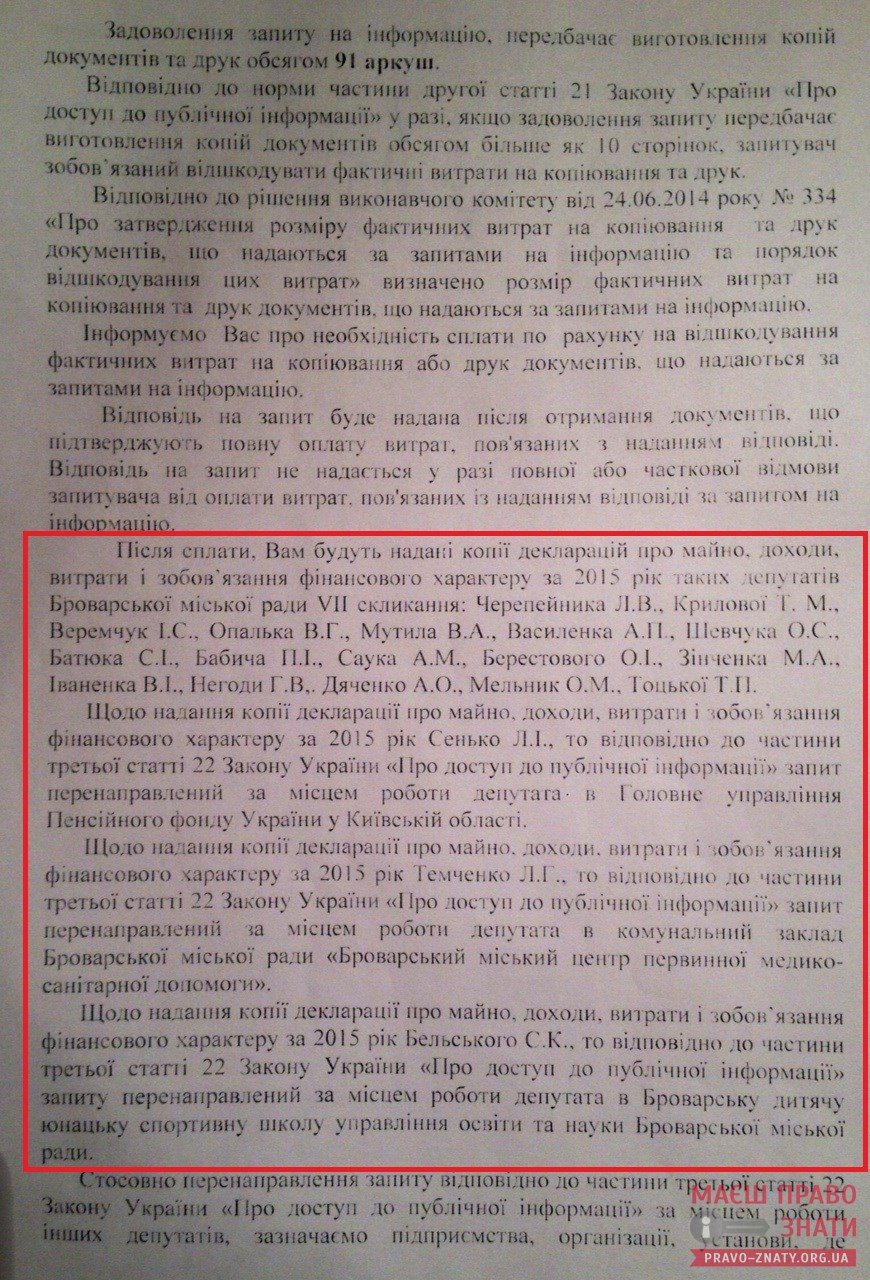 Задоволення запиту на інформацію, передбачає виготовлення копій
документів та друк обсягом 91 аркуш.
Відповідно до норми частини другої статті 21 Закону України «Про
доступ до публічної інформації» у разі, якщо задоволення запиту передбачає
виготовлення копій документів обсягом більше як 10 сторінок, запитувач
зобов'язаний відшкодувати фактичні витрати на копіювання та друк.
Відповідно до рішення виконавчого комітету від 24.06.2014 року № 334
«Про затвердження розміру фактичних витрат на копіювання та друк
документів, що надаються за запитами на інформацію та порядок
відшкодування цих витрат» визначено розмір фактичних витрат на
копіювання та друк документів, що надаються за запитами на інформацію.
Інформуємо Вас про необхідність сплати по рахунку на відшкодування
фактичних витрат на копіювання або друк документів, що надаються за
запитами на інформацію.
Відповідь на запит буде надана після отримання документів, що
підтверджують повну оплату витрат, пов'язаних з наданням відповіді.
Відповідь на запит не надається у разі повної або часткової відмови
запитувача від оплати витрат, пов'язаних із наданням відповіді за запитом на
інформацію.
Після сплати, Вам будуть надані копії декларацій про майно, доходи,
витрати і зобов'язання фінансового характеру за 2015 рік таких депутатів
Броварської міської ради VII скликання: Черепейника Л.В., Крилової Т. М.,
Веремчук І.С., Опалька В.Г., Мутила В.А., Василенка А.П., Шевчука О.С.,
Батюка С.І., Бабича П.І., Саука А.М., Берестового О.І., Зінченка М.А.,
Іваненка В.І., Негоди Г.В,. Дяченко А.О., Мельник О.М., Тоцької Т.П.
Щодо надання копії декларації про майно, доходи, витрати і зобов'язання
фінансового характеру за 2015 рік Сенько Л.І., то відповідно до частини
третьої статті 22 Закону України «Про доступ до публічної інформації» запит
перенаправлений за місцем роботи депутата в Головне управління
Пенсійного фонду України у Київській області.
Щодо надання копії декларації про майно, доходи, витрати і зобов'язання
фінансового характеру за 2015 рік Темченко Л.Г., то відповідно до частини
третьої статті 22 Закону України «Про доступ до публічної інформації» запит
перенаправлений за місцем роботи депутата в комунальний заклад
Броварської міської ради «Броварський міський центр первинної медико-
санітарної допомоги».
Щодо надання копії декларації про майно, доходи, витрати і зобов'язання
фінансового характеру за 2015 рік Бельського С.К., то відповідно до частини
третьої статті 22 Закону України «Про доступ до публічної інформації»
запиту перенаправлений за місцем роботи депутата в Броварську дитячу
юнацьку спортивну школу управління освіти та науки Броварської міської
ради.
Стосовно перенаправлення запиту відповідно до частини третьої статті 22
Закону України «Про доступ до публічної інформації» за місцем роботи
інших депутатів, зазначаємо підприємства, організації, установи, де
МАЄШ ПРАВО
ЗНАТИ
PRAVO-ZNATY.ORG.UA